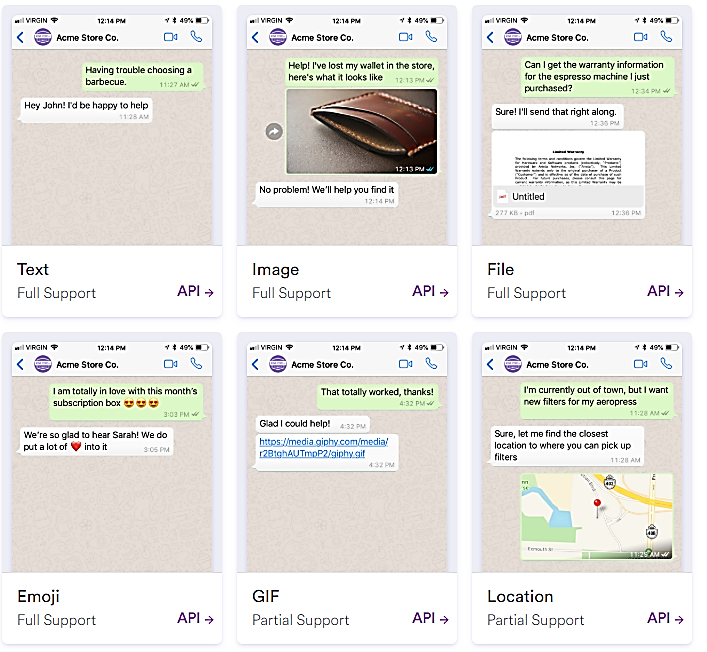 VIRGIN 12:14 PM 49%
Acme Store Co.
Having trouble choosing a
barbecue.
11:27 AM
Hey John! I'd be happy to help
11:28 AM
Text
Full Support
API →
VIRGIN 12:14 PM 49%
Acme Store Co.
Help! I've lost my wallet in the store,
here's what it looks like
12:13 PM
12:13 PM
No problem! We'll help you find it
12:14 PM
Image
Full Support
API →
VIRGIN 12:14 PM 49%
Acme Store Co.
Can I get the warranty information
for the espresso machine I just
purchased?
12:34 PM
Sure! I'll send that right along.
12:36 PM
Limited Warranty
Untitled
277 KB • pdf 12:36 PM
File
Full Support
API →
VIRGIN 12:14 PM 49%
Acme Store Co.
I am totally in love with this month's
subscription box 😍😍😍
3:03 PM
We're so glad to hear Sarah! We do
put a lot of ❤️ into it
3:05 PM
Emoji
Full Support
API →
VIRGIN 12:14 PM 49%
Acme Store Co.
That totally worked, thanks!
4:32 PM
Glad I could help! 4:32 PM
https://media.giphy.com/media/
r2BtghAUTmpP2/giphy.gif
4:32 PM
GIF
Partial Support
API →
VIRGIN 12:14 PM 49%
Acme Store Co.
I'm currently out of town, but I want
new filters for my aeropress
11:28 AM
Sure, let me find the closest
location to where you can pick up
filters
11:28 AM
403
408
Exmouth
11:29 AM
Location
Partial Support
API →